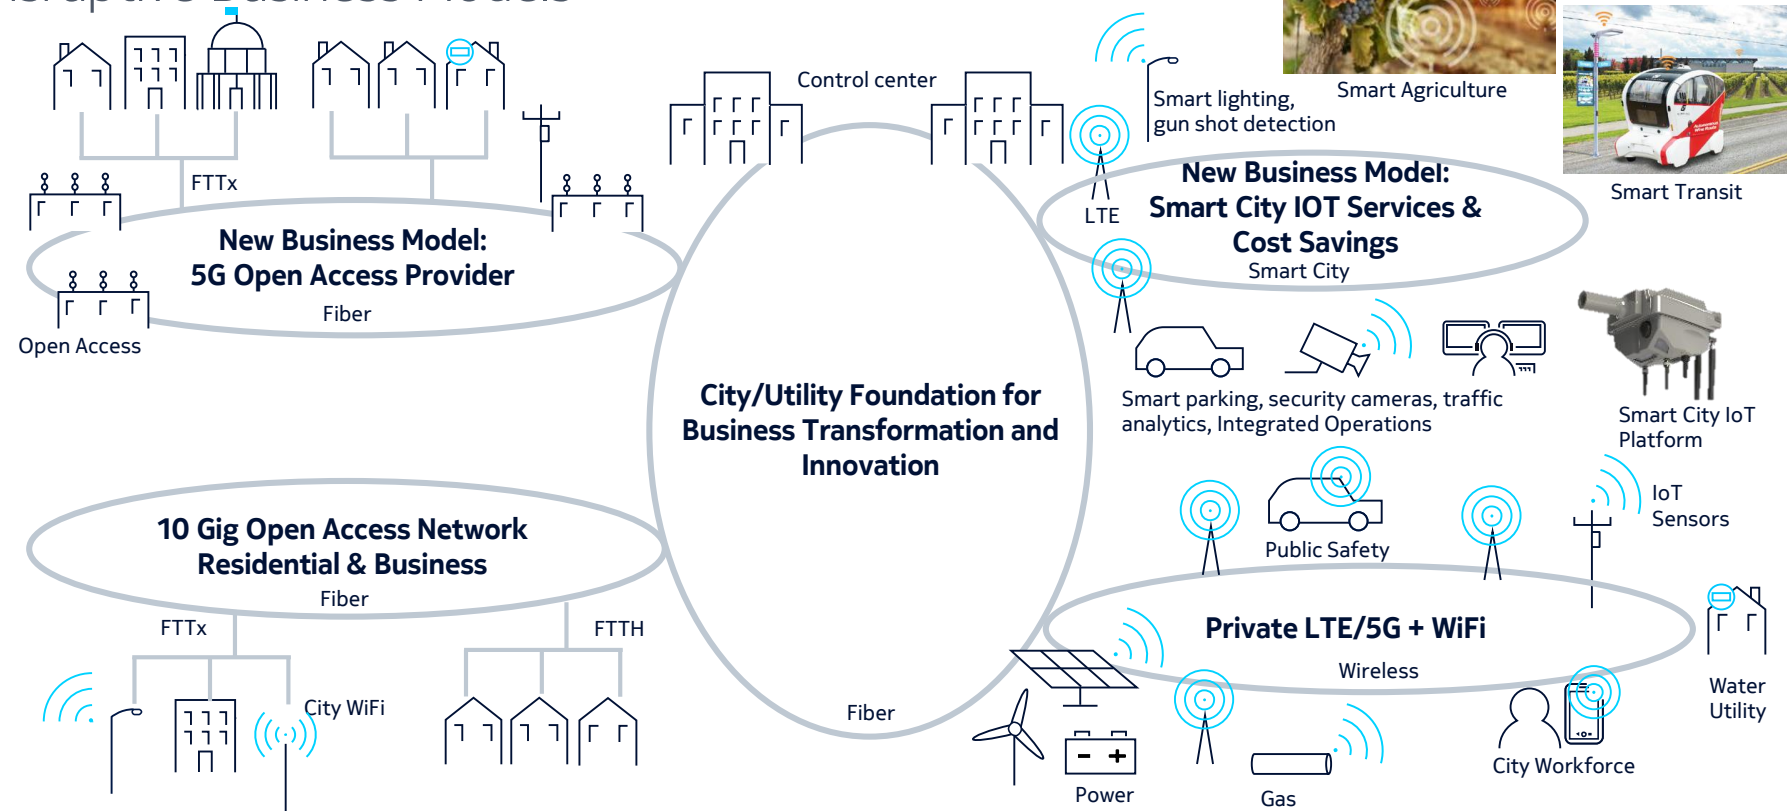 Business Models
Control center
Smart lighting,
gun shot detection
Smart Agriculture
Smart Transit
FTTx
LTE
New Business Model:
5G Open Access Provider
Fiber
Open Access
New Business Model:
Smart City IOT Services &
Cost Savings
Smart City
Smart parking, security cameras, traffic
analytics, Integrated Operations
Smart City IoT
Platform
City/Utility Foundation for
Business Transformation and
Innovation
Fiber
10 Gig Open Access Network
Residential & Business
Fiber
FTTx
FTTH
City WiFi
Public Safety
IoT
Sensors
Private LTE/5G + WiFi
Wireless
Water
Utility
City Workforce
Power
Gas